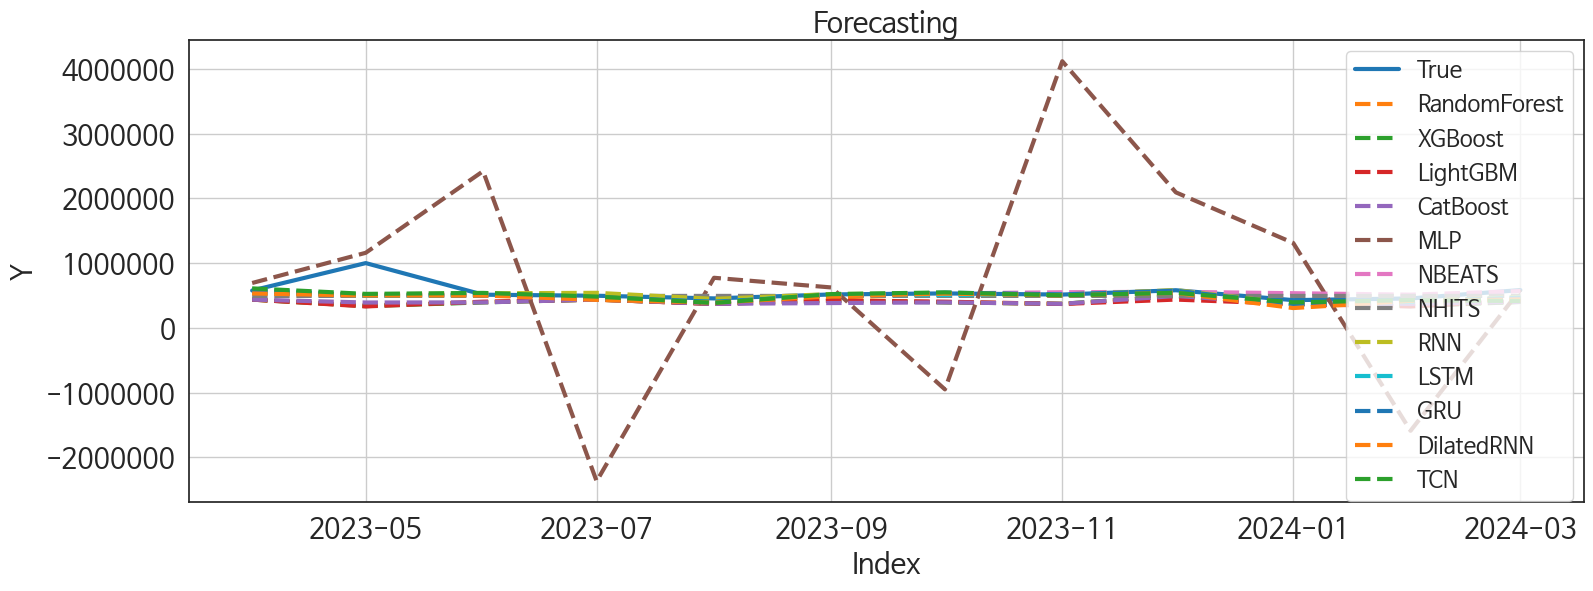 Forecasting
4000000
3000000
2000000
1000000
0
−1000000
−2000000
Y
2023−05
2023−07
2023−09
2023−11
2024−01
2024−03
Index
True
RandomForest
XGBoost
LightGBM
CatBoost
MLP
NBEATS
NHITS
RNN
LSTM
GRU
DilatedRNN
TCN